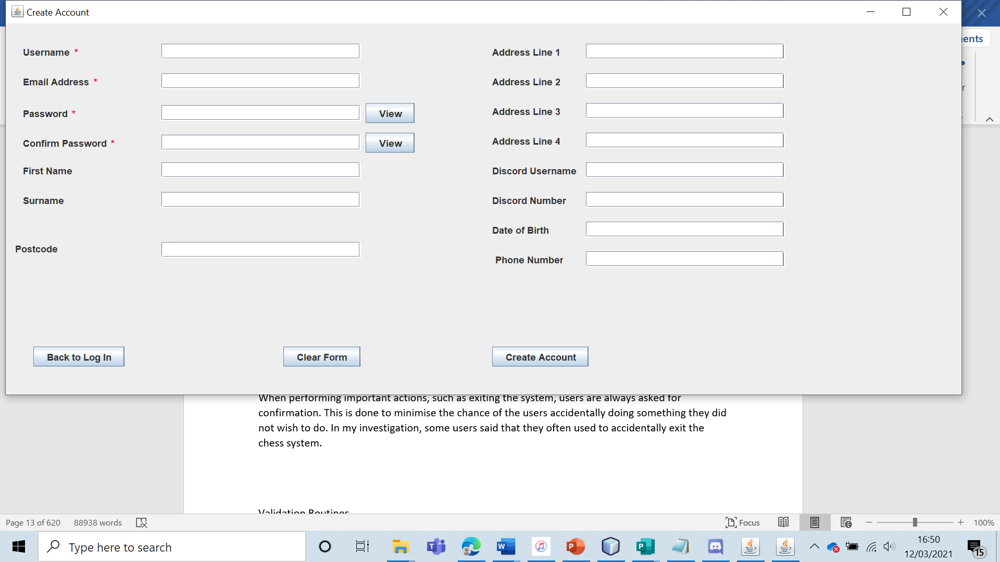 Create Account
ents
r
Username *
Email Address *
Password *
View
Confirm Password *
View
First Name
Surname
Postcode
Address Line 1
Address Line 2
Address Line 3
Address Line 4
Discord Username
Discord Number
Date of Birth
Phone Number
Back to Log In
Clear Form
Create Account
When performing important actions, such as exiting the system, users are always asked for
confirmation. This is done to minimise the chance of the users accidentally doing something they did
not wish to do. In my investigation, some users said that they often used to accidentally exit the
chess system.
Validation Routines
Page 13 of 620
88938 words
Focus
100%
Type here to search
16:50
12/03/2021
15